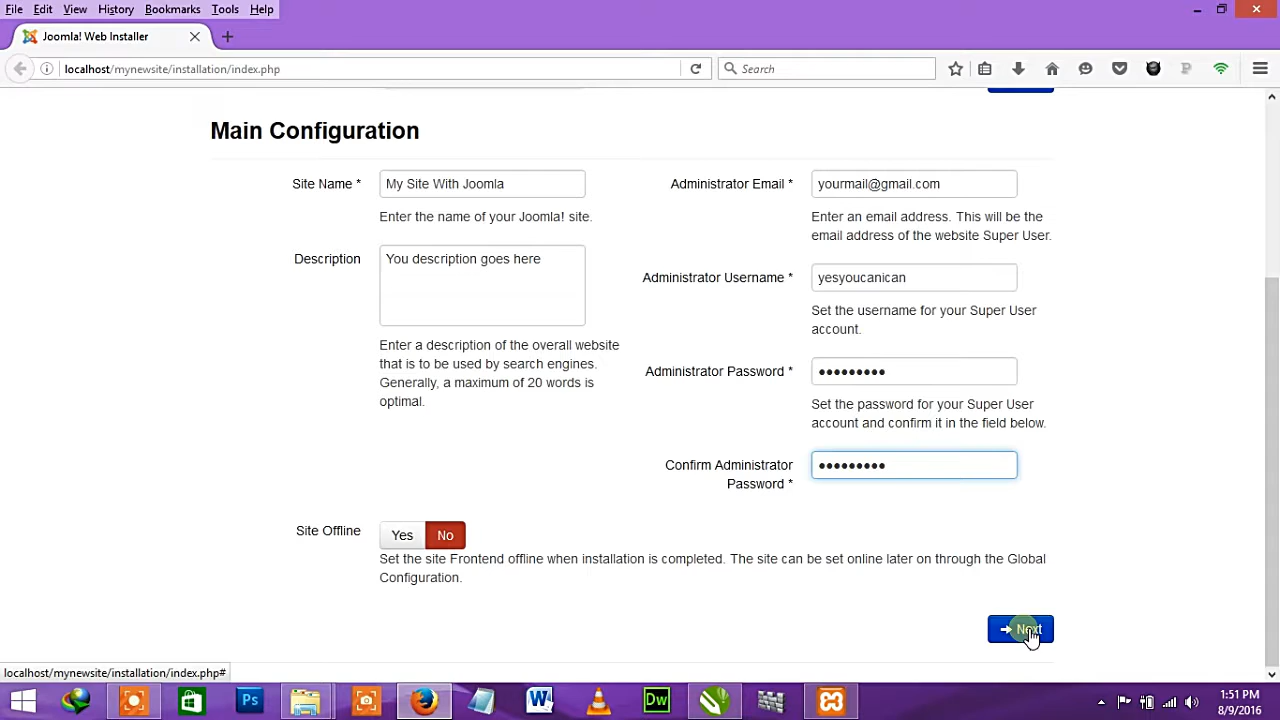 File Edit View History Bookmarks Tools Help
Joomla! Web Installer
localhost/mynewsite/installation/index.php
Search
Main Configuration
Site Name *
My Site With Joomla
Enter the name of your Joomla! site.
Description
You description goes here
Enter a description of the overall website
that is to be used by search engines.
Generally, a maximum of 20 words is
optimal.
Administrator Email *
yourmail@gmail.com
Enter an email address. This will be the
email address of the website Super User.
Administrator Username *
yesyoucanican
Set the username for your Super User
account.
Administrator Password *
●●●●●●●●●
Set the password for your Super User
account and confirm it in the field below.
Confirm Administrator
Password *
●●●●●●●●●
Site Offline
Yes No
Set the site Frontend offline when installation is completed. The site can be set online later on through the Global
Configuration.
Next
localhost/mynewsite/installation/index.php#
Ps
W
Dw
1:51 PM
8/9/2016